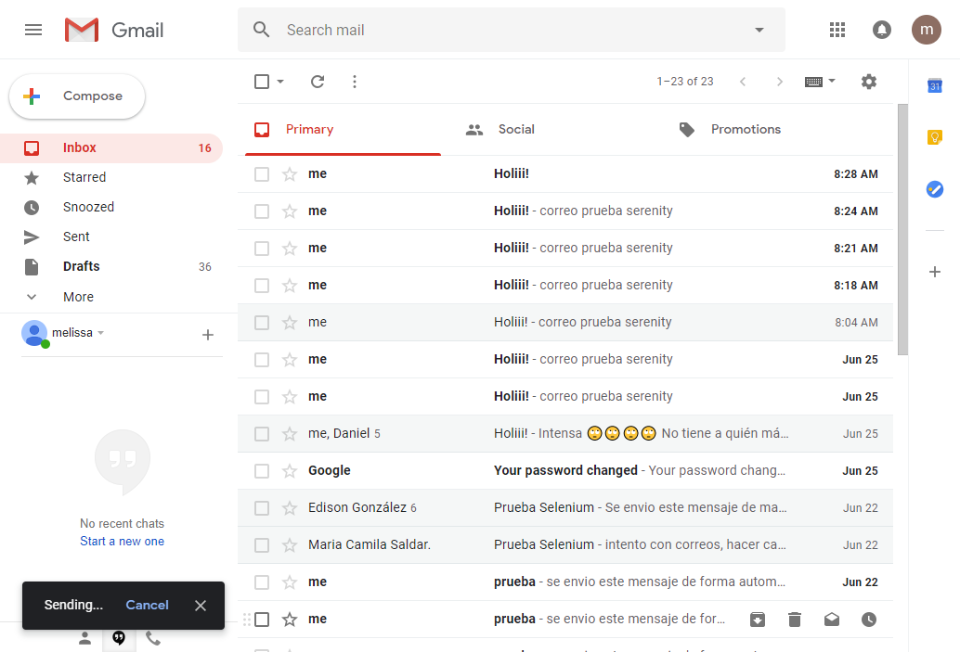 Gmail
Search mail
m
Compose
1–23 of 23
31
Primary
Social
Promotions
Inbox 16
Starred
Snoozed
Sent
Drafts 36
More
melissa
No recent chats
Start a new one
Sending... Cancel
me Holiii! 8:28 AM
me Holiii! - correo prueba serenity 8:24 AM
me Holiii! - correo prueba serenity 8:21 AM
me Holiii! - correo prueba serenity 8:18 AM
me Holiii! - correo prueba serenity 8:04 AM
me Holiii! - correo prueba serenity Jun 25
me Holiii! - correo prueba serenity Jun 25
me, Daniel 5 Holiii! - Intensa 🙄🙄🙄🙄 No tiene a quién má… Jun 25
Google Your password changed - Your password chang… Jun 25
Edison González 6 Prueba Selenium - Se envio este mensaje de ma… Jun 22
Maria Camila Saldar. Prueba Selenium - intento con correos, hacer ca… Jun 22
me prueba - se envio este mensaje de forma autom… Jun 22
me prueba - se envio este mensaje de for…